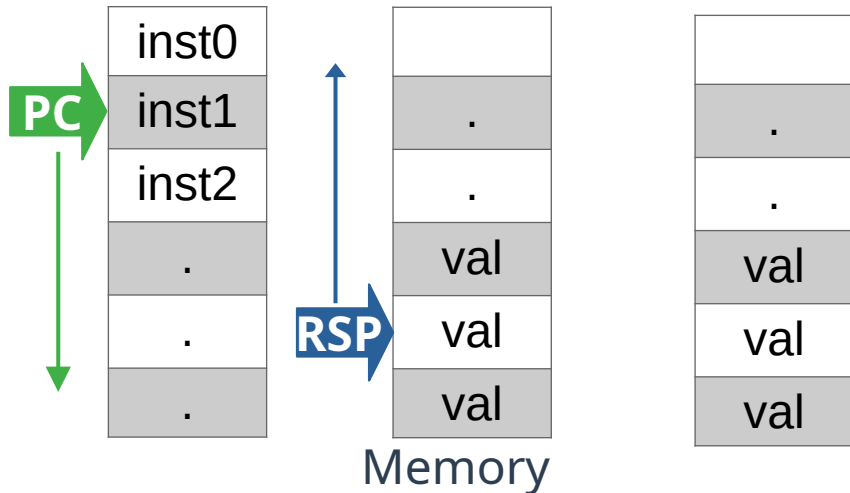 inst0
PC
inst1
inst2
.
.
.
.
.
val
RSP
val
val
Memory
.
.
val
val
val